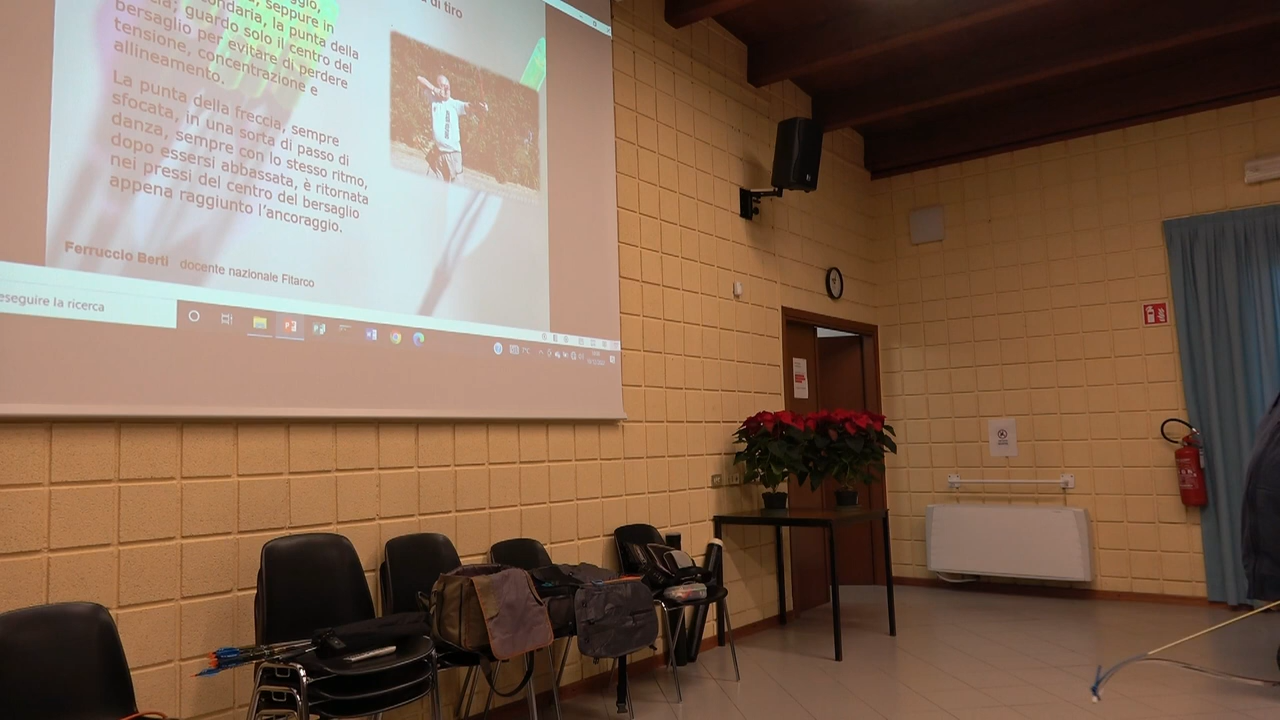 di tiro
seppure in
la punta della
guardo solo il centro del
bersaglio per evitare di perdere
tensione, concentrazione e
allineamento.
La punta della freccia, sempre
sfocata, in una sorta di passo di
danza, sempre con lo stesso ritmo,
dopo essersi abbassata, è ritornata
nei pressi del centro del bersaglio
appena raggiunto l'ancoraggio.
Ferruccio Berti docente nazionale Fitarco
eseguire la ricerca
7°C